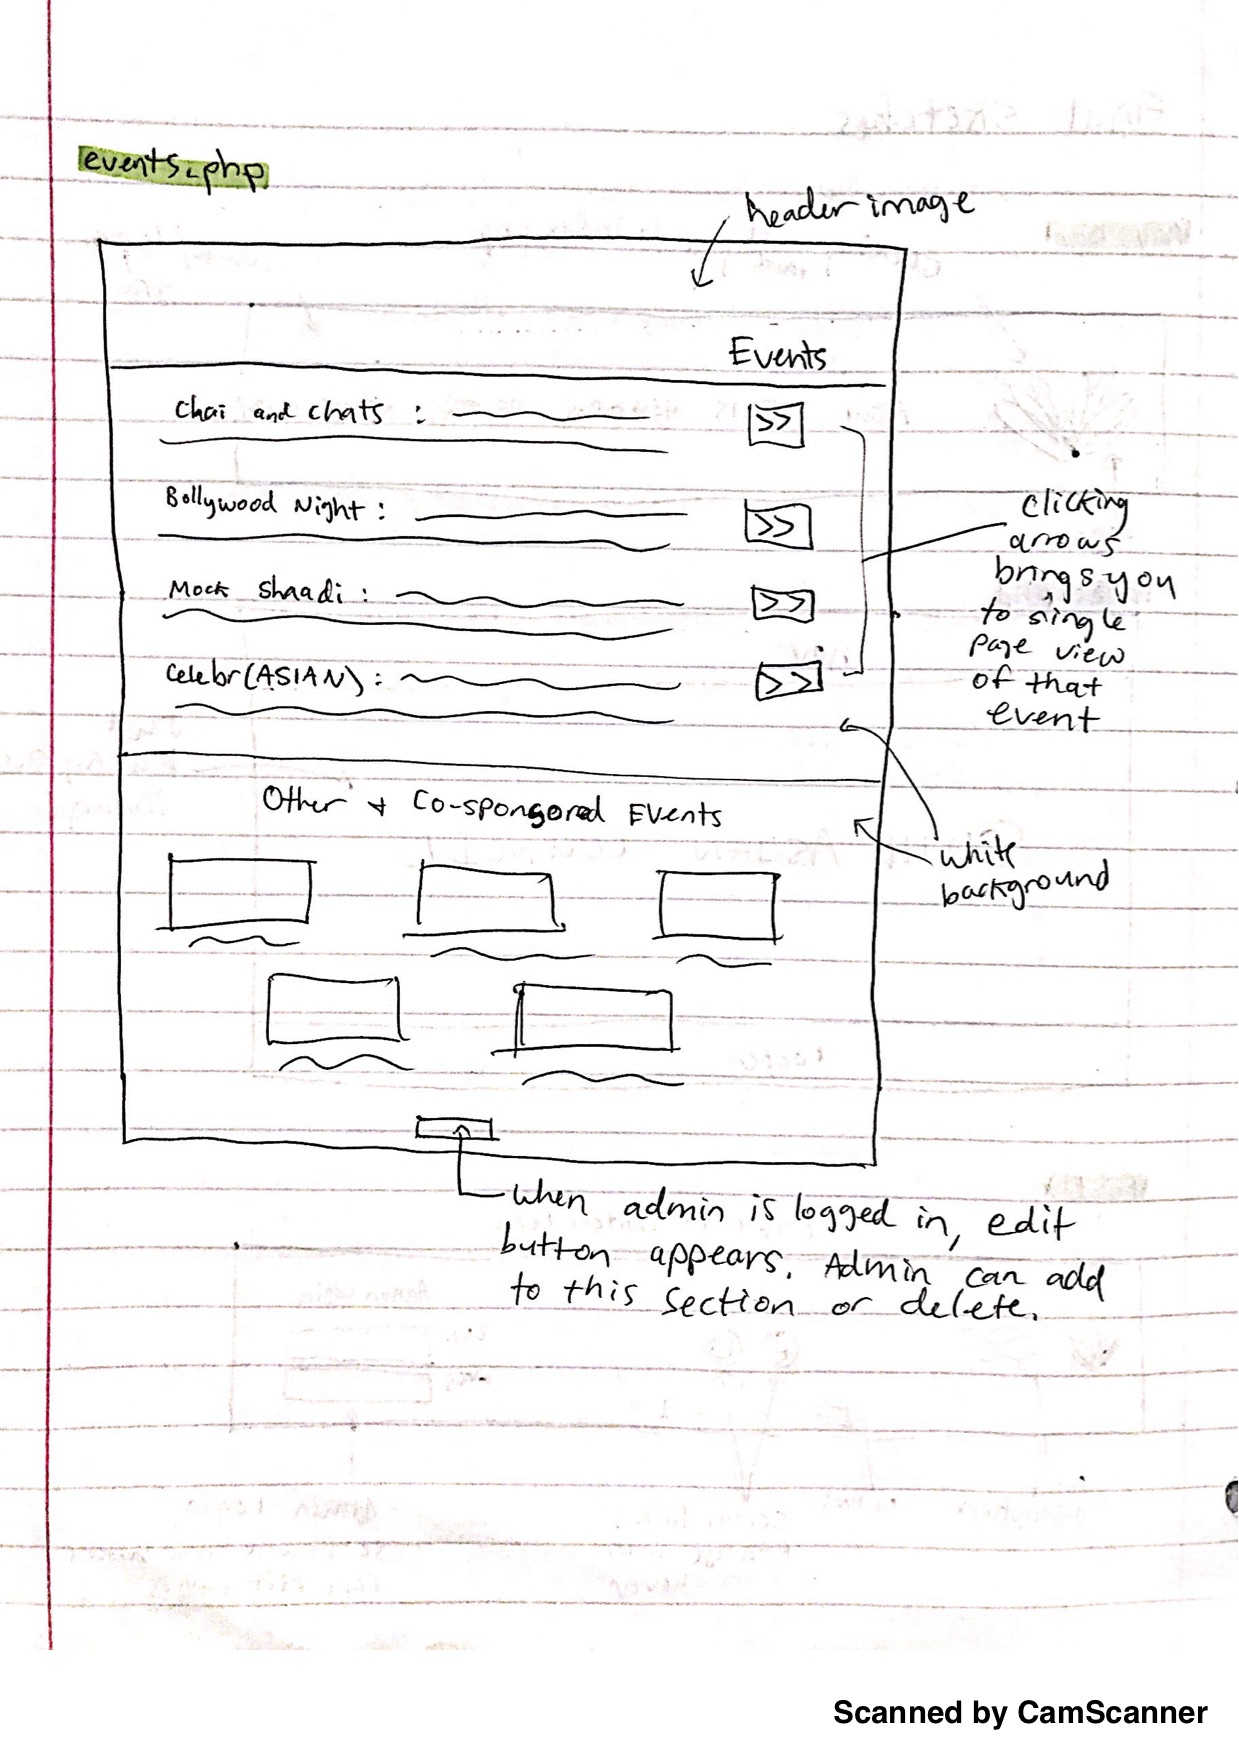 events.php
header image
Events
Chai and chats :
>>
Bollywood Night :
>>
Mock Shaadi :
>>
Celebr(ASIAN) :
>>
clicking
arrows
brings you
to single
page view
of that
event
Other + Co-sponsored Events
white
background
when admin is logged in, edit
button appears. Admin can add
to this section or delete.
Scanned by CamScanner